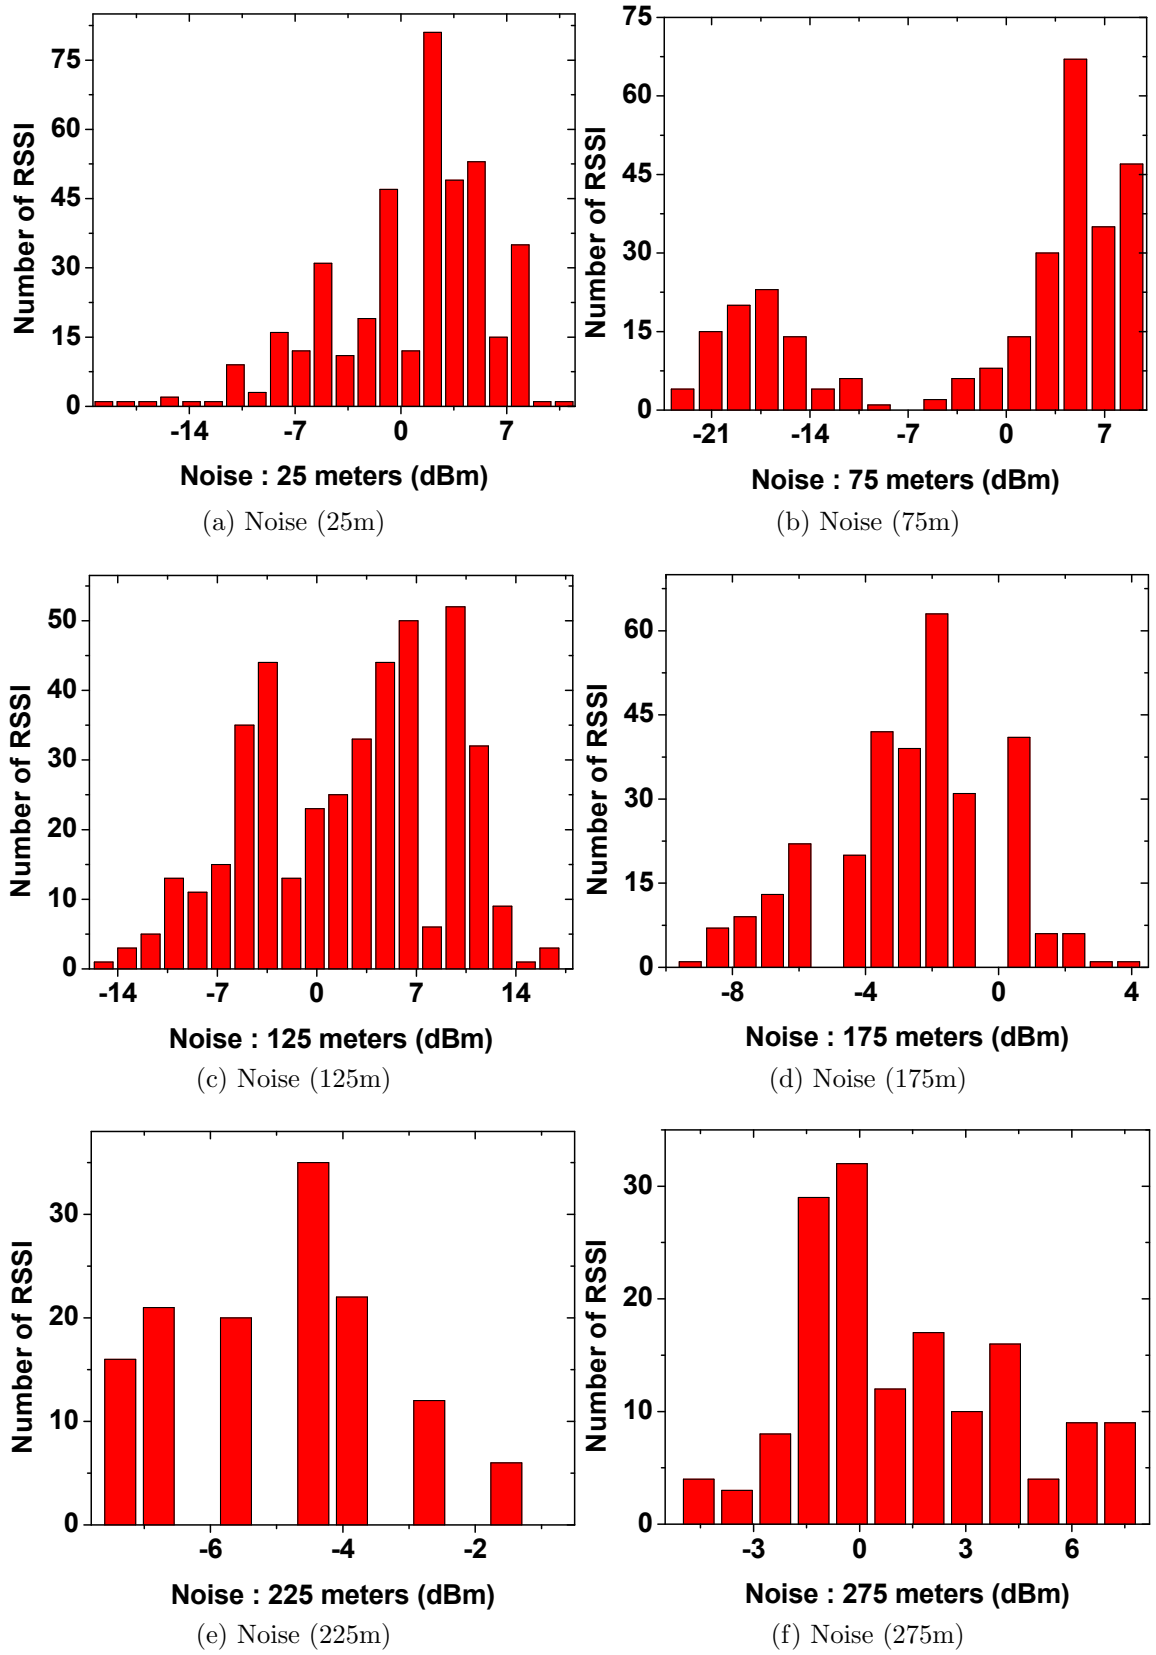 75
60
45
30
15
0
Number of RSSI
-14 -7 0 7
Noise : 25 meters (dBm)
(a) Noise (25m)
75
60
45
30
15
0
Number of RSSI
-21 -14 -7 0 7
Noise : 75 meters (dBm)
(b) Noise (75m)
50
40
30
20
10
0
Number of RSSI
-14 -7 0 7 14
Noise : 125 meters (dBm)
(c) Noise (125m)
60
45
30
15
0
Number of RSSI
-8 -4 0 4
Noise : 175 meters (dBm)
(d) Noise (175m)
30
20
10
0
Number of RSSI
-6 -4 -2
Noise : 225 meters (dBm)
(e) Noise (225m)
30
20
10
0
Number of RSSI
-3 0 3 6
Noise : 275 meters (dBm)
(f) Noise (275m)